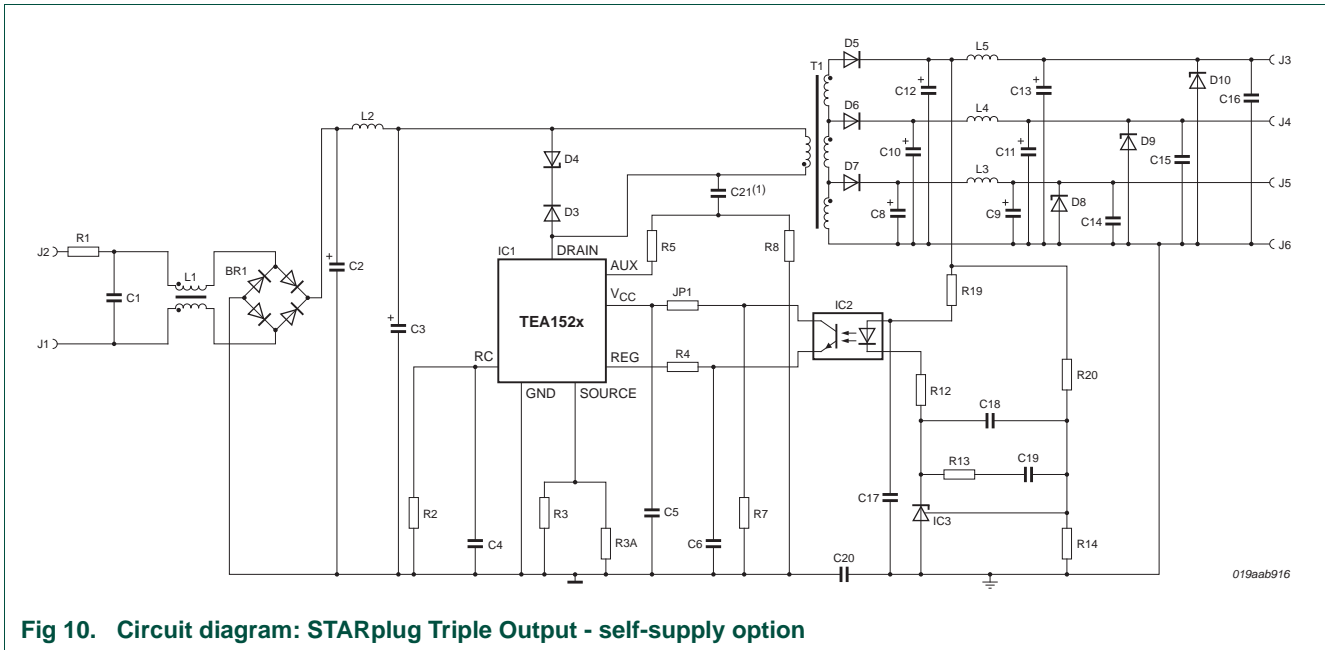 D5
L5
J3
T1
C12
+
C13
+
D10
C16
L2
D6
L4
J4
D4
C10
+
C11
+
D9
C15
D7
L3
J5
C21(1)
D3
C8
+
C9
+
D8
C14
J2
R1
IC1
DRAIN
R5
R8
J6
L1
BR1
AUX
+
C2
C1
VCC
JP1
IC2
R19
TEA152x
+
C3
J1
RC
REG
R4
R20
GND
SOURCE
R12
C18
R13
C19
C17
R2
R3
C5
R7
IC3
C4
R3A
C6
R14
C20
019aab916
Fig 10. Circuit diagram: STARplug Triple Output - self-supply option